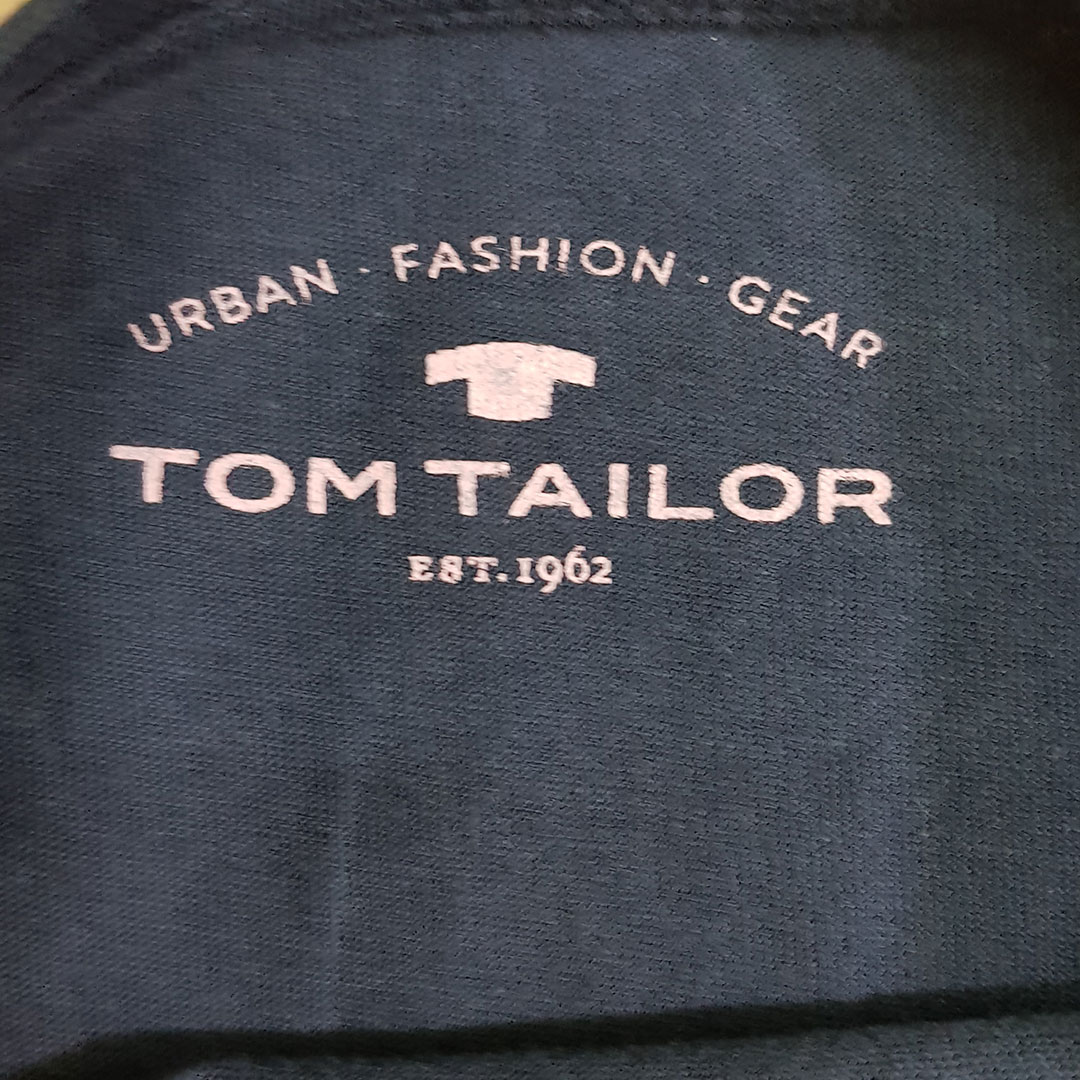 URBAN · FASHION · GEAR
TOM TAILOR
EST. 1962